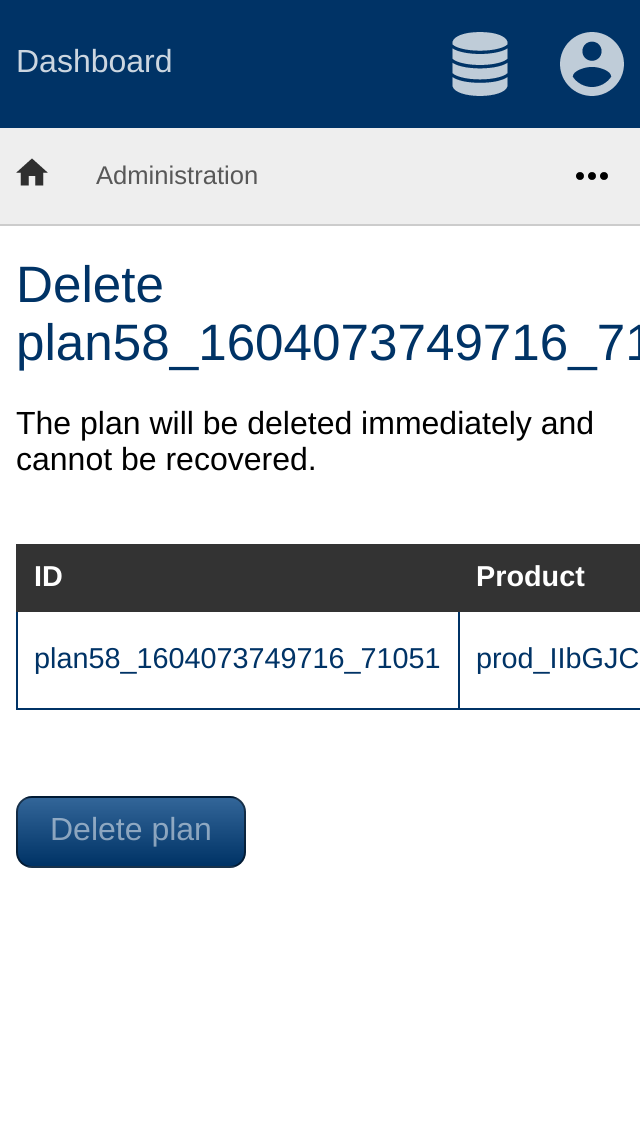 Dashboard
Administration
Delete
plan58_1604073749716_71
The plan will be deleted immediately and
cannot be recovered.
ID Product
plan58_1604073749716_71051 prod_IIbGJC
Delete plan